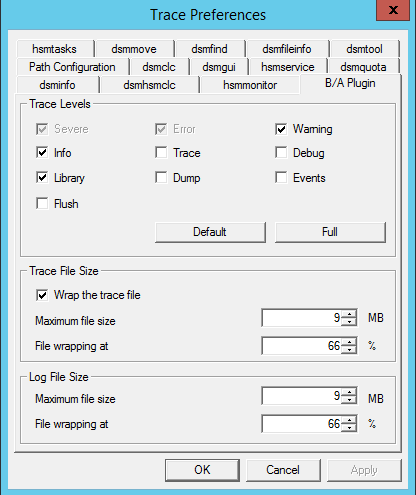 Trace Preferences
x
hsmtasks dsmmove dsmfind dsmfileinfo dsmtool
Path Configuration dsmclc dsmgui hsmservice dsmquota
dsminfo dsmhsmclc hsmmonitor B/A Plugin
Trace Levels
Severe Error Warning
Info Trace Debug
Library Dump Events
Flush
Default Full
Trace File Size
Wrap the trace file
Maximum file size 9 MB
File wrapping at 66 %
Log File Size
Maximum file size 9 MB
File wrapping at 66 %
OK Cancel Apply